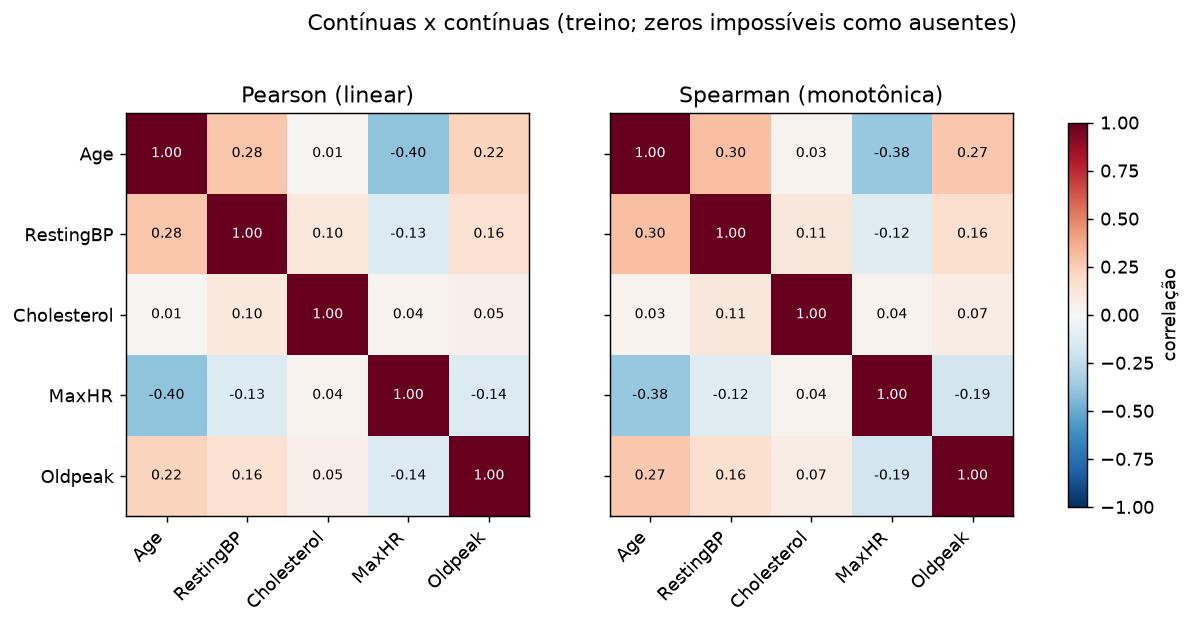 Contínuas x contínuas (treino; zeros impossíveis como ausentes)
Pearson (linear)
Spearman (monotônica)
Age 1.00 0.28 0.01 -0.40 0.22
RestingBP 0.28 1.00 0.10 -0.13 0.16
Cholesterol 0.01 0.10 1.00 0.04 0.05
MaxHR -0.40 -0.13 0.04 1.00 -0.14
Oldpeak 0.22 0.16 0.05 -0.14 1.00
Age RestingBP Cholesterol MaxHR Oldpeak
1.00 0.30 0.03 -0.38 0.27
0.30 1.00 0.11 -0.12 0.16
0.03 0.11 1.00 0.04 0.07
-0.38 -0.12 0.04 1.00 -0.19
0.27 0.16 0.07 -0.19 1.00
Age RestingBP Cholesterol MaxHR Oldpeak
1.00
0.75
0.50
0.25
0.00
−0.25
−0.50
−0.75
−1.00
correlação